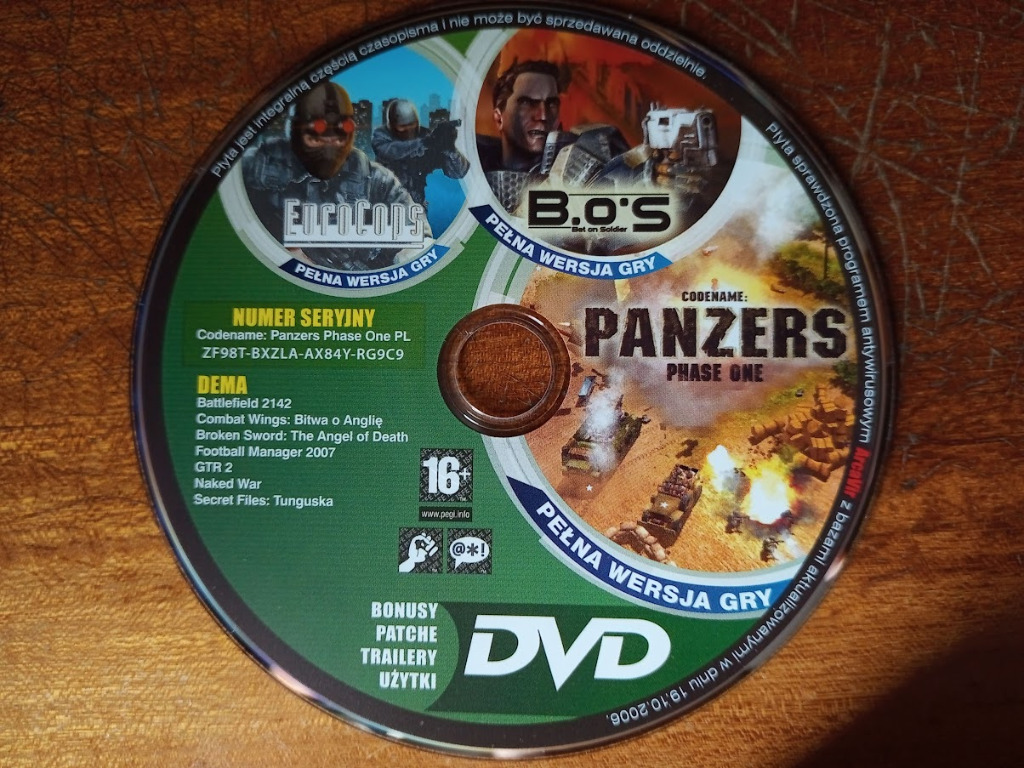 Płyta jest integralną częścią czasopisma i nie może być sprzedawana oddzielnie.
Płyta sprawdzona programem antywirusowym ArcaVir z bazami aktualizowanymi w dniu 19.10.2006.
EUROCOPS
PEŁNA WERSJA GRY
B.O'S
Bet on Soldier
PEŁNA WERSJA GRY
CODENAME:
PANZERS
PHASE ONE
PEŁNA WERSJA GRY
NUMER SERYJNY
Codename: Panzers Phase One PL
ZF98T-BXZLA-AX84Y-RG9C9
DEMA
Battlefield 2142
Combat Wings: Bitwa o Anglię
Broken Sword: The Angel of Death
Football Manager 2007
GTR 2
Naked War
Secret Files: Tunguska
16+
www.pegi.info
@*!
BONUSY
PATCHE
TRAILERY
UŻYTKI
DVD